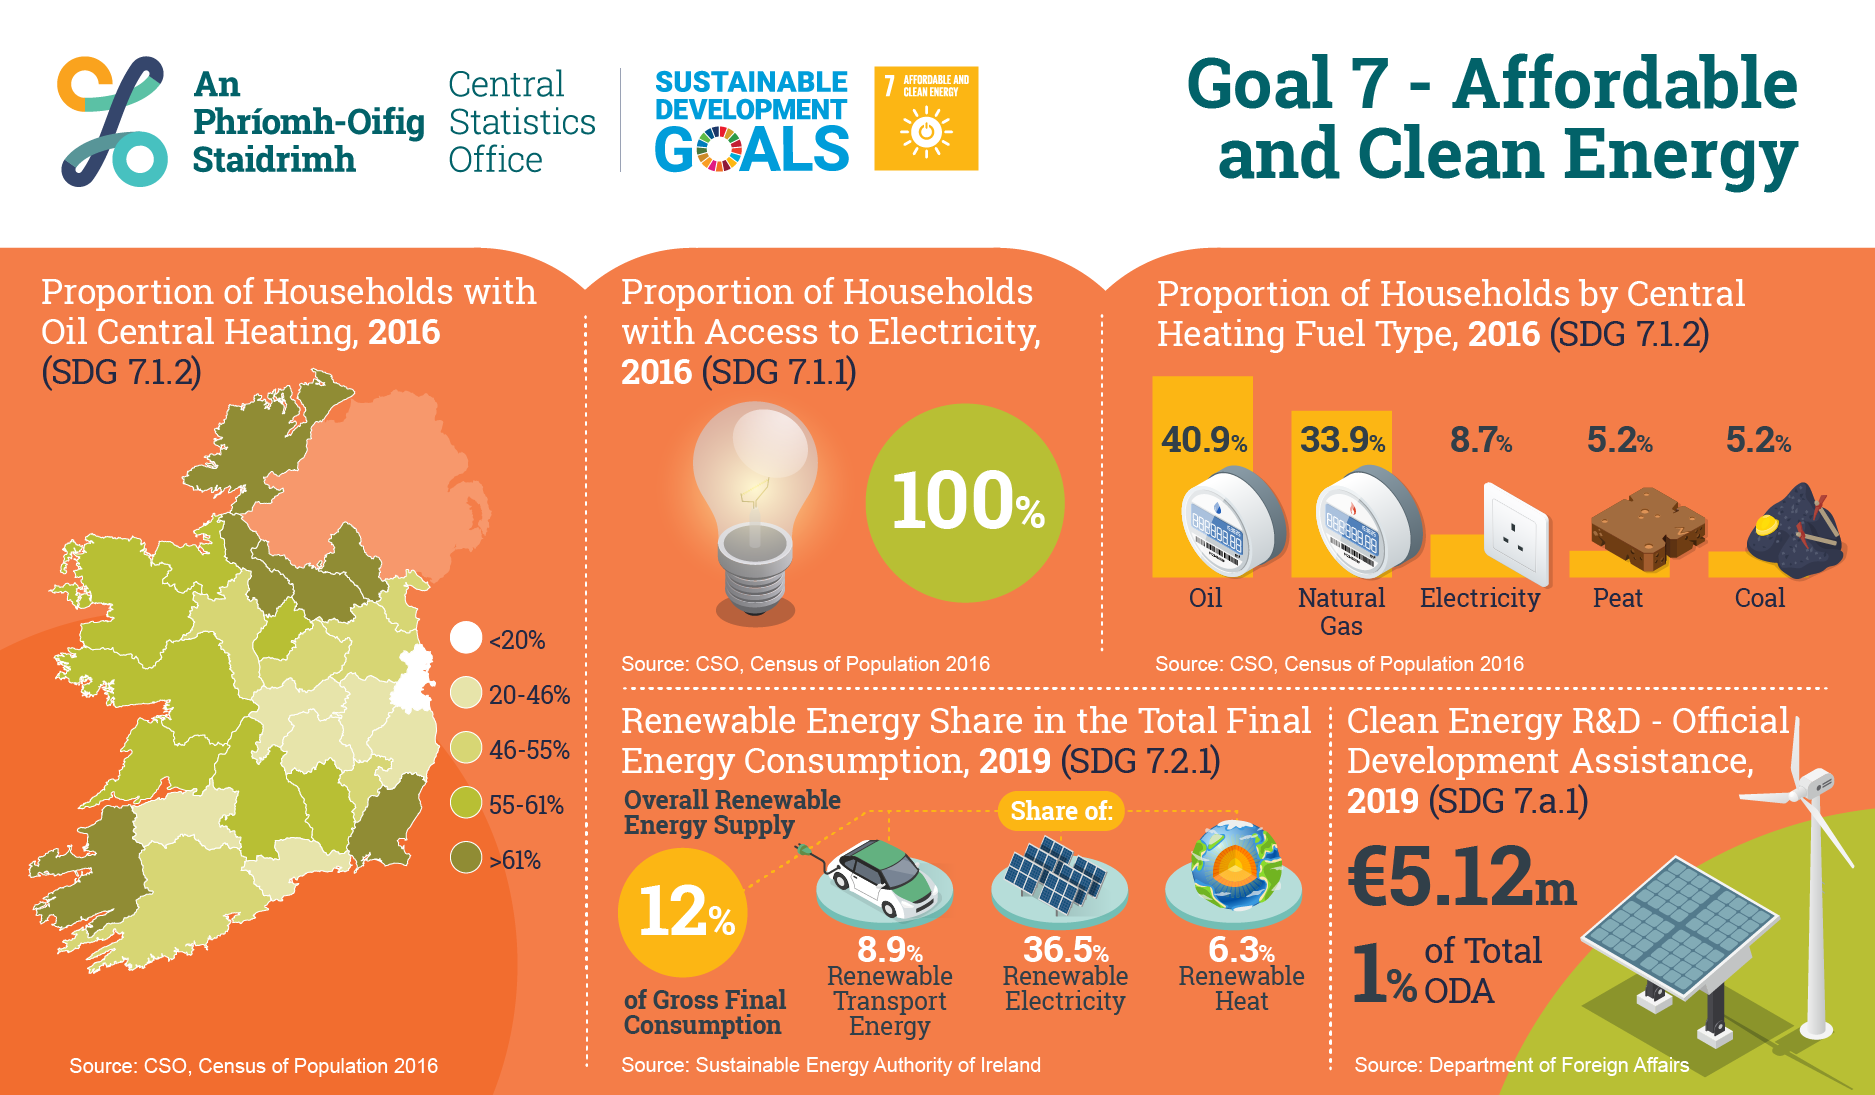 An
Phríomh-Oifig
Staidrimh
Central
Statistics
Office
SUSTAINABLE
DEVELOPMENT
GOALS
7 AFFORDABLE AND
CLEAN ENERGY
Goal 7 - Affordable
and Clean Energy
Proportion of Households with
Oil Central Heating, 2016
(SDG 7.1.2)
<20%
20-46%
46-55%
55-61%
>61%
Source: CSO, Census of Population 2016
Proportion of Households
with Access to Electricity,
2016 (SDG 7.1.1)
100%
Source: CSO, Census of Population 2016
Proportion of Households by Central
Heating Fuel Type, 2016 (SDG 7.1.2)
40.9%
33.9%
8.7%
5.2%
5.2%
Oil
Natural
Gas
Electricity
Peat
Coal
Source: CSO, Census of Population 2016
Renewable Energy Share in the Total Final
Energy Consumption, 2019 (SDG 7.2.1)
Overall Renewable
Energy Supply
12%
of Gross Final
Consumption
Share of:
8.9%
Renewable
Transport
Energy
36.5%
Renewable
Electricity
6.3%
Renewable
Heat
Source: Sustainable Energy Authority of Ireland
Clean Energy R&D - Official
Development Assistance,
2019 (SDG 7.a.1)
€5.12m
1% of Total
ODA
Source: Department of Foreign Affairs